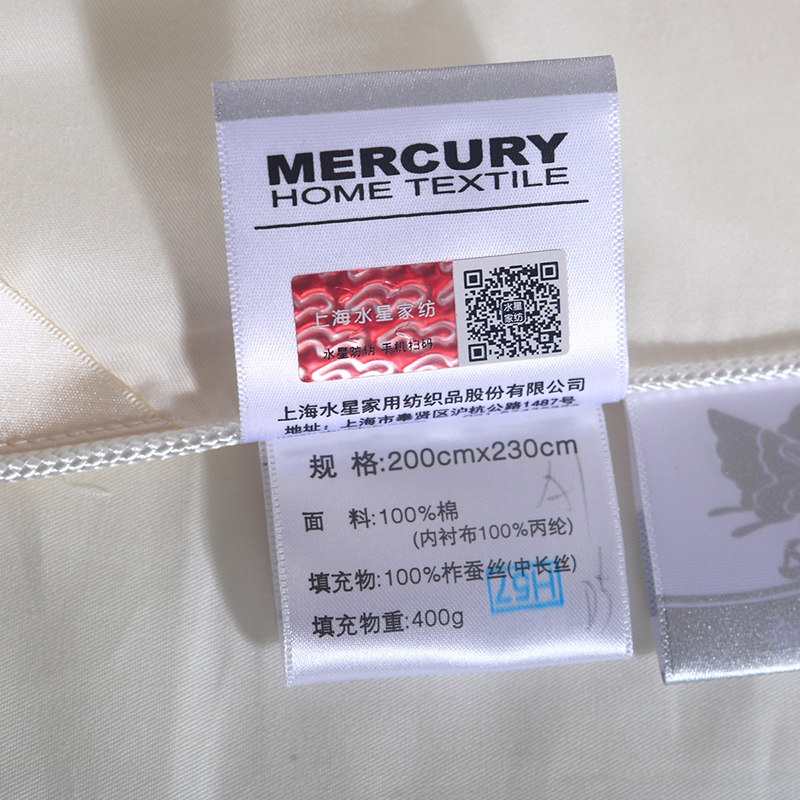 MERCURY
HOME TEXTILE
上海水星家纺
水星防伪 手机扫码
水星
家纺
上海水星家用纺织品股份有限公司
地址：上海市奉贤区沪杭公路1487号
规 格:200cmx230cm
面 料:100%棉
(内衬布100%丙纶)
填充物:100%柞蚕丝(中长丝)
填充物重:400g
H57